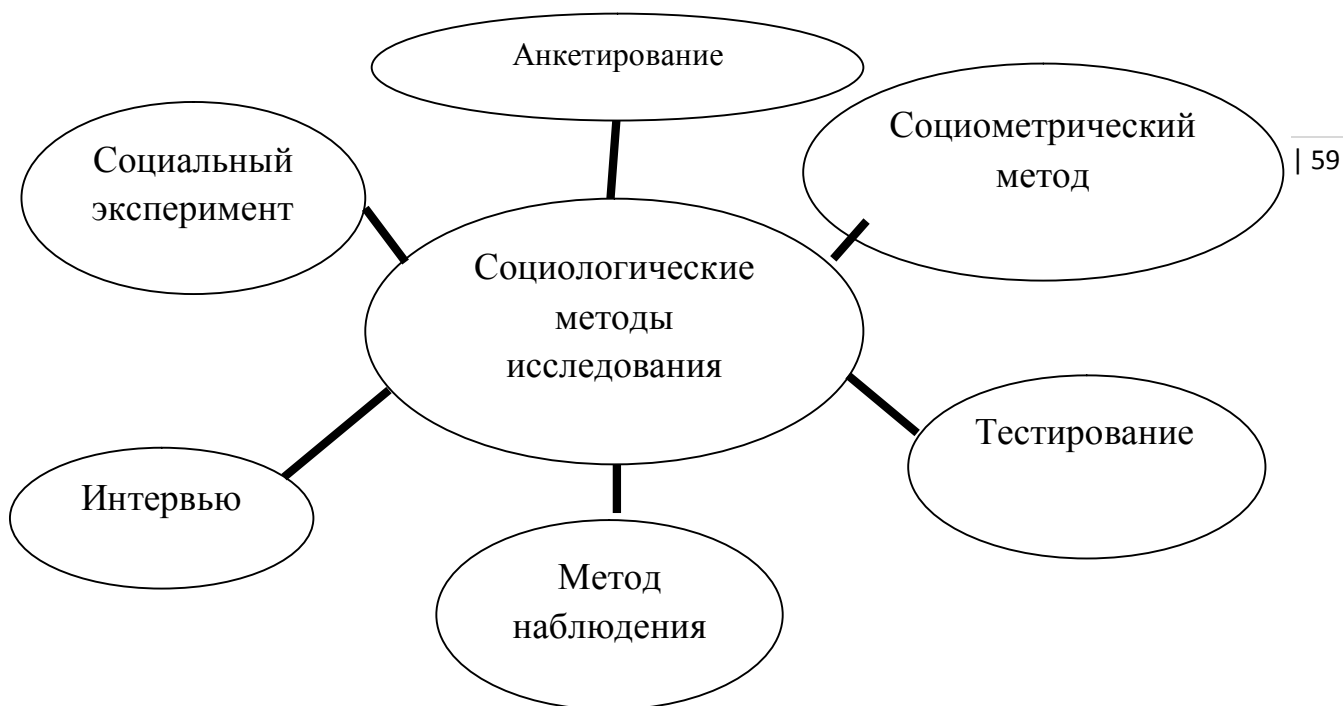 Анкетирование
Социометрический
метод
| 59
Социальный
эксперимент
Социологические
методы
исследования
Тестирование
Интервью
Метод
наблюдения